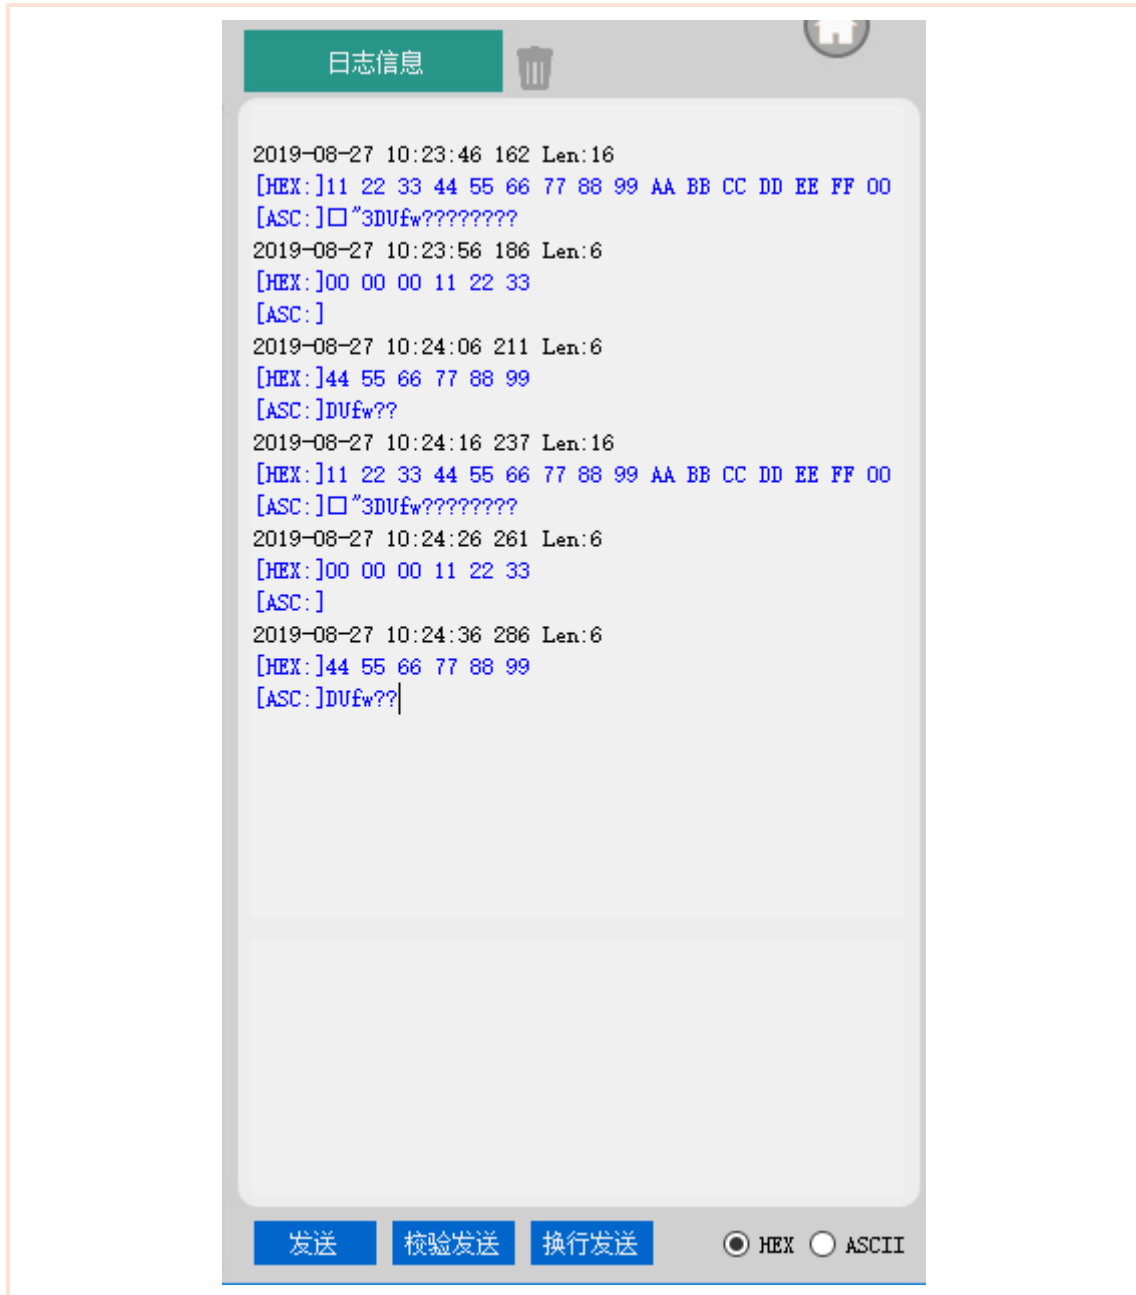 日志信息
2019-08-27 10:23:46 162 Len:16
[HEX:]11 22 33 44 55 66 77 88 99 AA BB CC DD EE FF 00
[ASC:]□"3DUfw????????
2019-08-27 10:23:56 186 Len:6
[HEX:]00 00 00 11 22 33
[ASC:]
2019-08-27 10:24:06 211 Len:6
[HEX:]44 55 66 77 88 99
[ASC:]DUfw??
2019-08-27 10:24:16 237 Len:16
[HEX:]11 22 33 44 55 66 77 88 99 AA BB CC DD EE FF 00
[ASC:]□"3DUfw????????
2019-08-27 10:24:26 261 Len:6
[HEX:]00 00 00 11 22 33
[ASC:]
2019-08-27 10:24:36 286 Len:6
[HEX:]44 55 66 77 88 99
[ASC:]DUfw??
发送 校验发送 换行发送 HEX ASCII